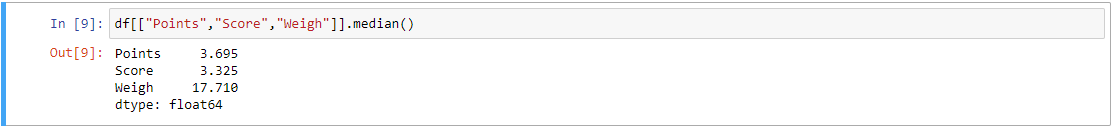 In [9]: df[["Points","Score","Weigh"]].median()
Out[9]: Points 3.695
Score 3.325
Weigh 17.710
dtype: float64